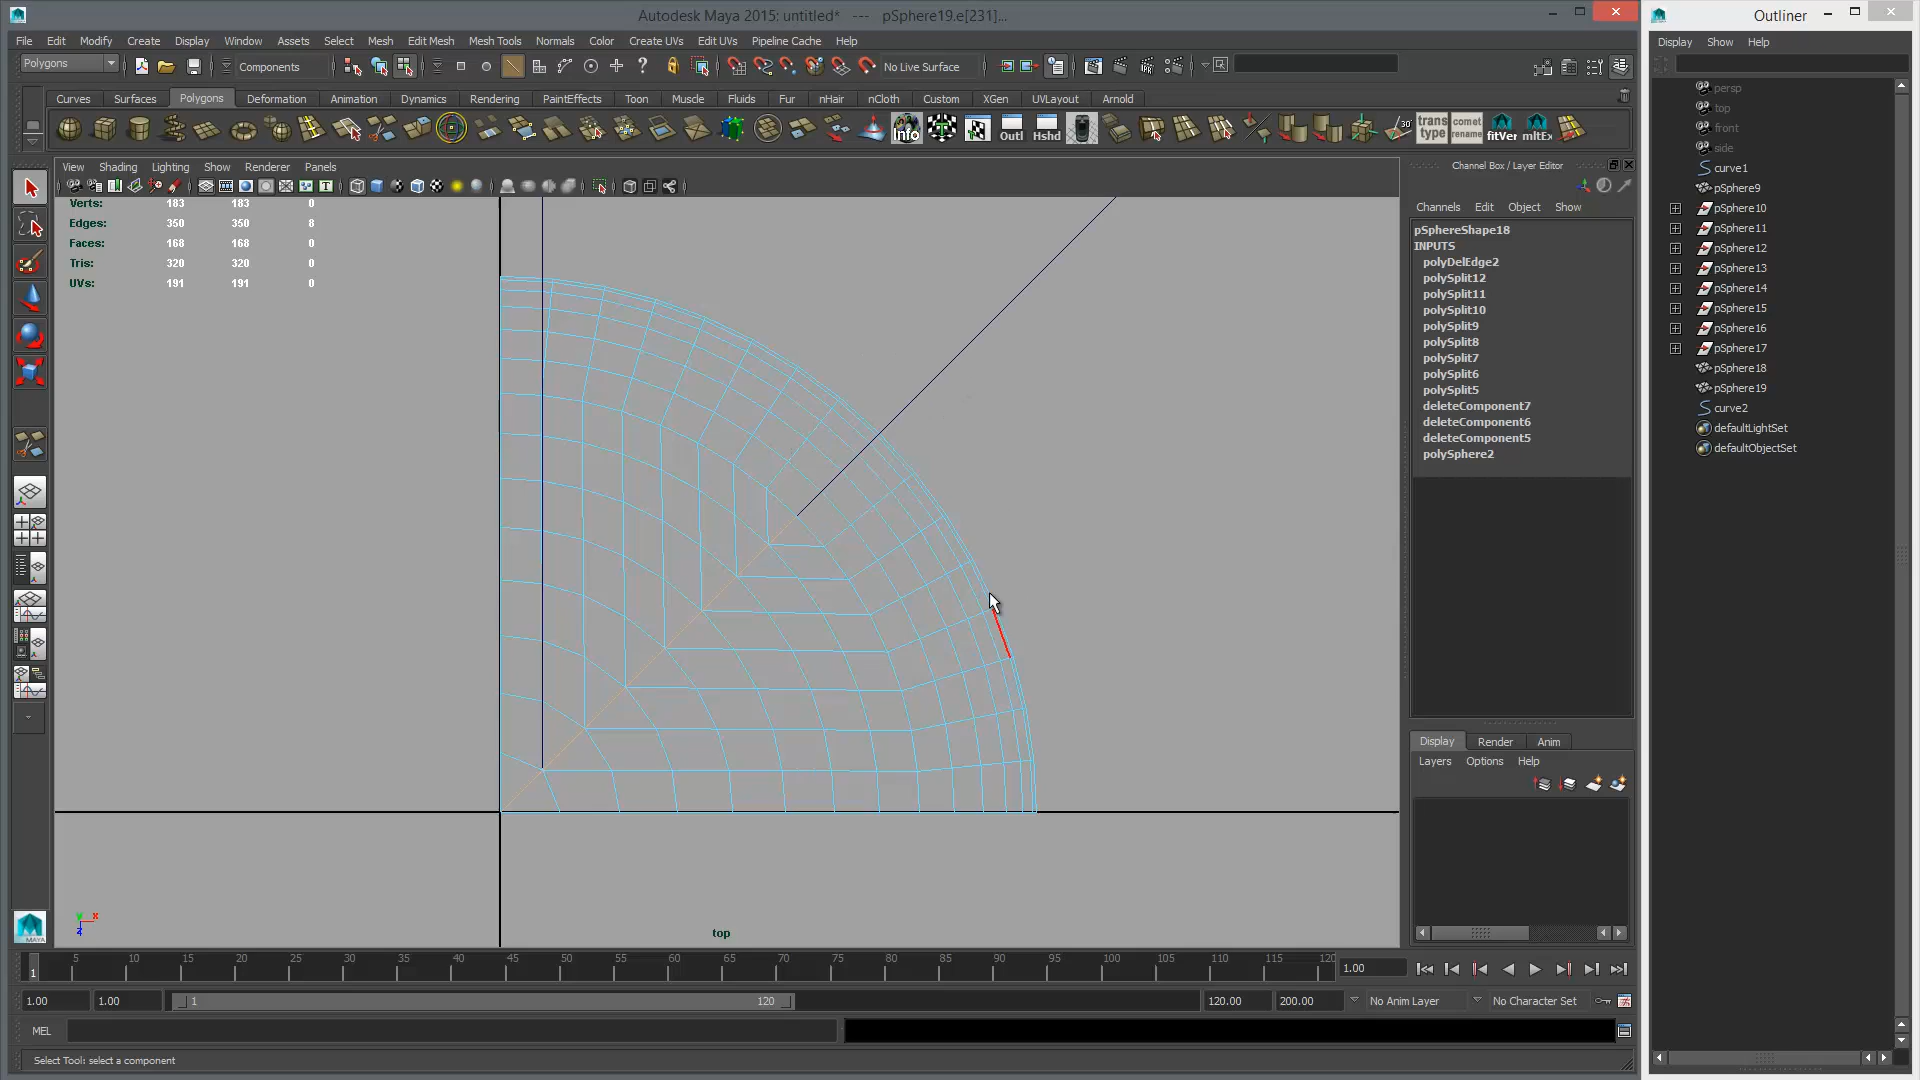 Autodesk Maya 2015: untitled* --- pSphere19.e[231]...
File Edit Modify Create Display Window Assets Select Mesh Edit Mesh Mesh Tools Normals Color Create UVs Edit UVs Pipeline Cache Help
Polygons Components No Live Surface
Curves Surfaces Polygons Deformation Animation Dynamics Rendering PaintEffects Toon Muscle Fluids Fur nHair nCloth Custom XGen UVLayout Arnold
Info Outl Hshd 30° trans type comet rename fitVer mltEx
View Shading Lighting Show Renderer Panels
Verts: 183 183 0
Edges: 350 350 8
Faces: 168 168 0
Tris: 320 320 0
UVs: 191 191 0
top
y x
z
MAYA
Channel Box / Layer Editor
Channels Edit Object Show
pSphereShape18
INPUTS
polyDelEdge2
polySplit12
polySplit11
polySplit10
polySplit9
polySplit8
polySplit7
polySplit6
polySplit5
deleteComponent7
deleteComponent6
deleteComponent5
polySphere2
Display Render Anim
Layers Options Help
Outliner
Display Show Help
persp
top
front
side
curve1
pSphere9
pSphere10
pSphere11
pSphere12
pSphere13
pSphere14
pSphere15
pSphere16
pSphere17
pSphere18
pSphere19
curve2
defaultLightSet
defaultObjectSet
1 5 10 15 20 25 30 35 40 45 50 55 60 65 70 75 80 85 90 95 100 105 110 115 120 1.00
1.00 1.00 1 120 120.00 200.00 No Anim Layer No Character Set
MEL
Select Tool: select a component